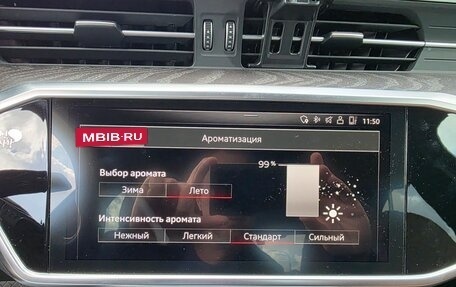 11:50
MBIB·RU
Ароматизация
Выбор аромата
99 %
Зима Лето
Интенсивность аромата
Нежный Легкий Стандарт Сильный